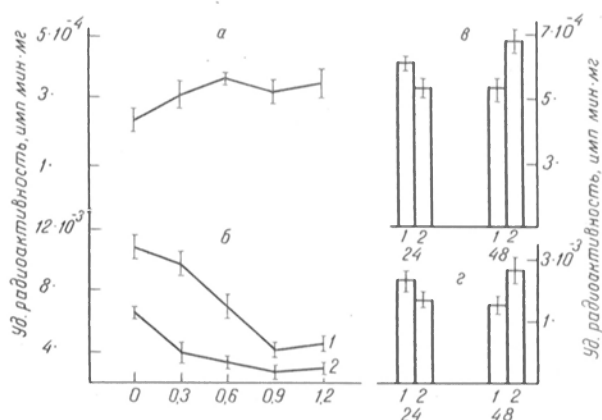 Уд. радиоактивность, имп мин·мг
5·10⁻⁴
3·
1·
а
12·10⁻³
8·
4·
б
1
2
0 0,3 0,6 0,9 1,2
в
7·10⁻⁴
5·
3·
1 2 1 2
24 48
г
3·10⁻³
1·
1 2 1 2
24 48
Уд. радиоактивность, имп мин·мг